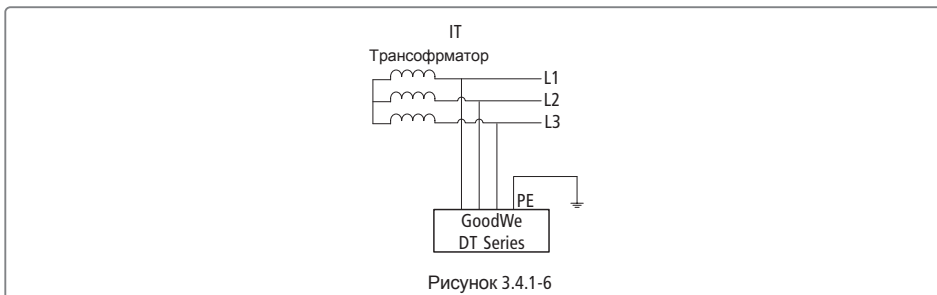 IT
Трансофрматор
L1
L2
L3
PE
GoodWe
DT Series
Рисунок 3.4.1-6